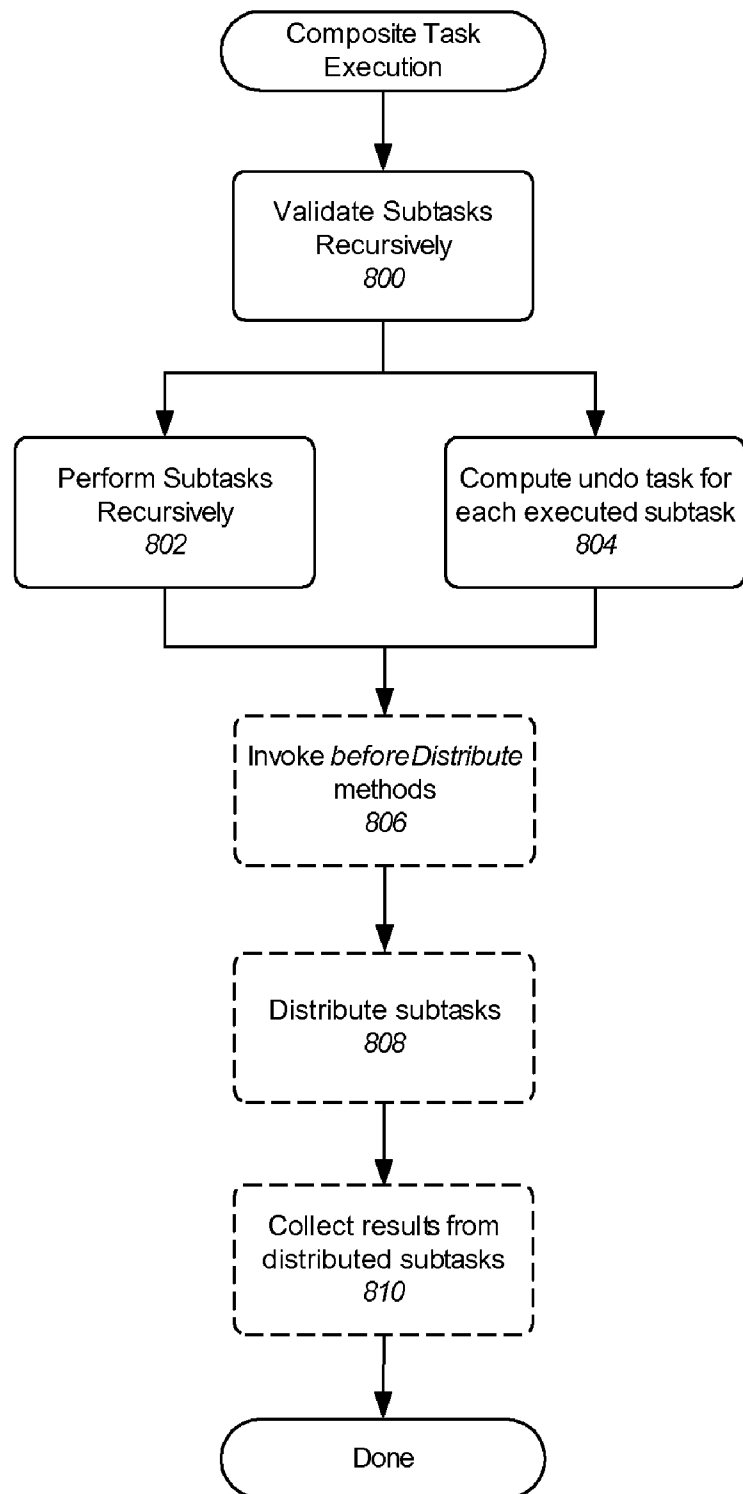 Composite Task
Execution
Validate Subtasks
Recursively
800
Perform Subtasks
Recursively
802
Compute undo task for
each executed subtask
804
Invoke beforeDistribute
methods
806
Distribute subtasks
808
Collect results from
distributed subtasks
810
Done